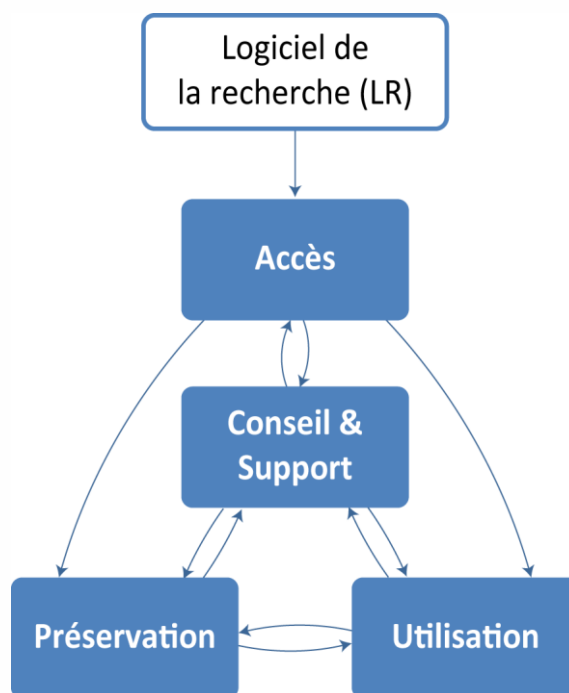 Logiciel de
la recherche (LR)
Accès
Conseil &
Support
Préservation
Utilisation